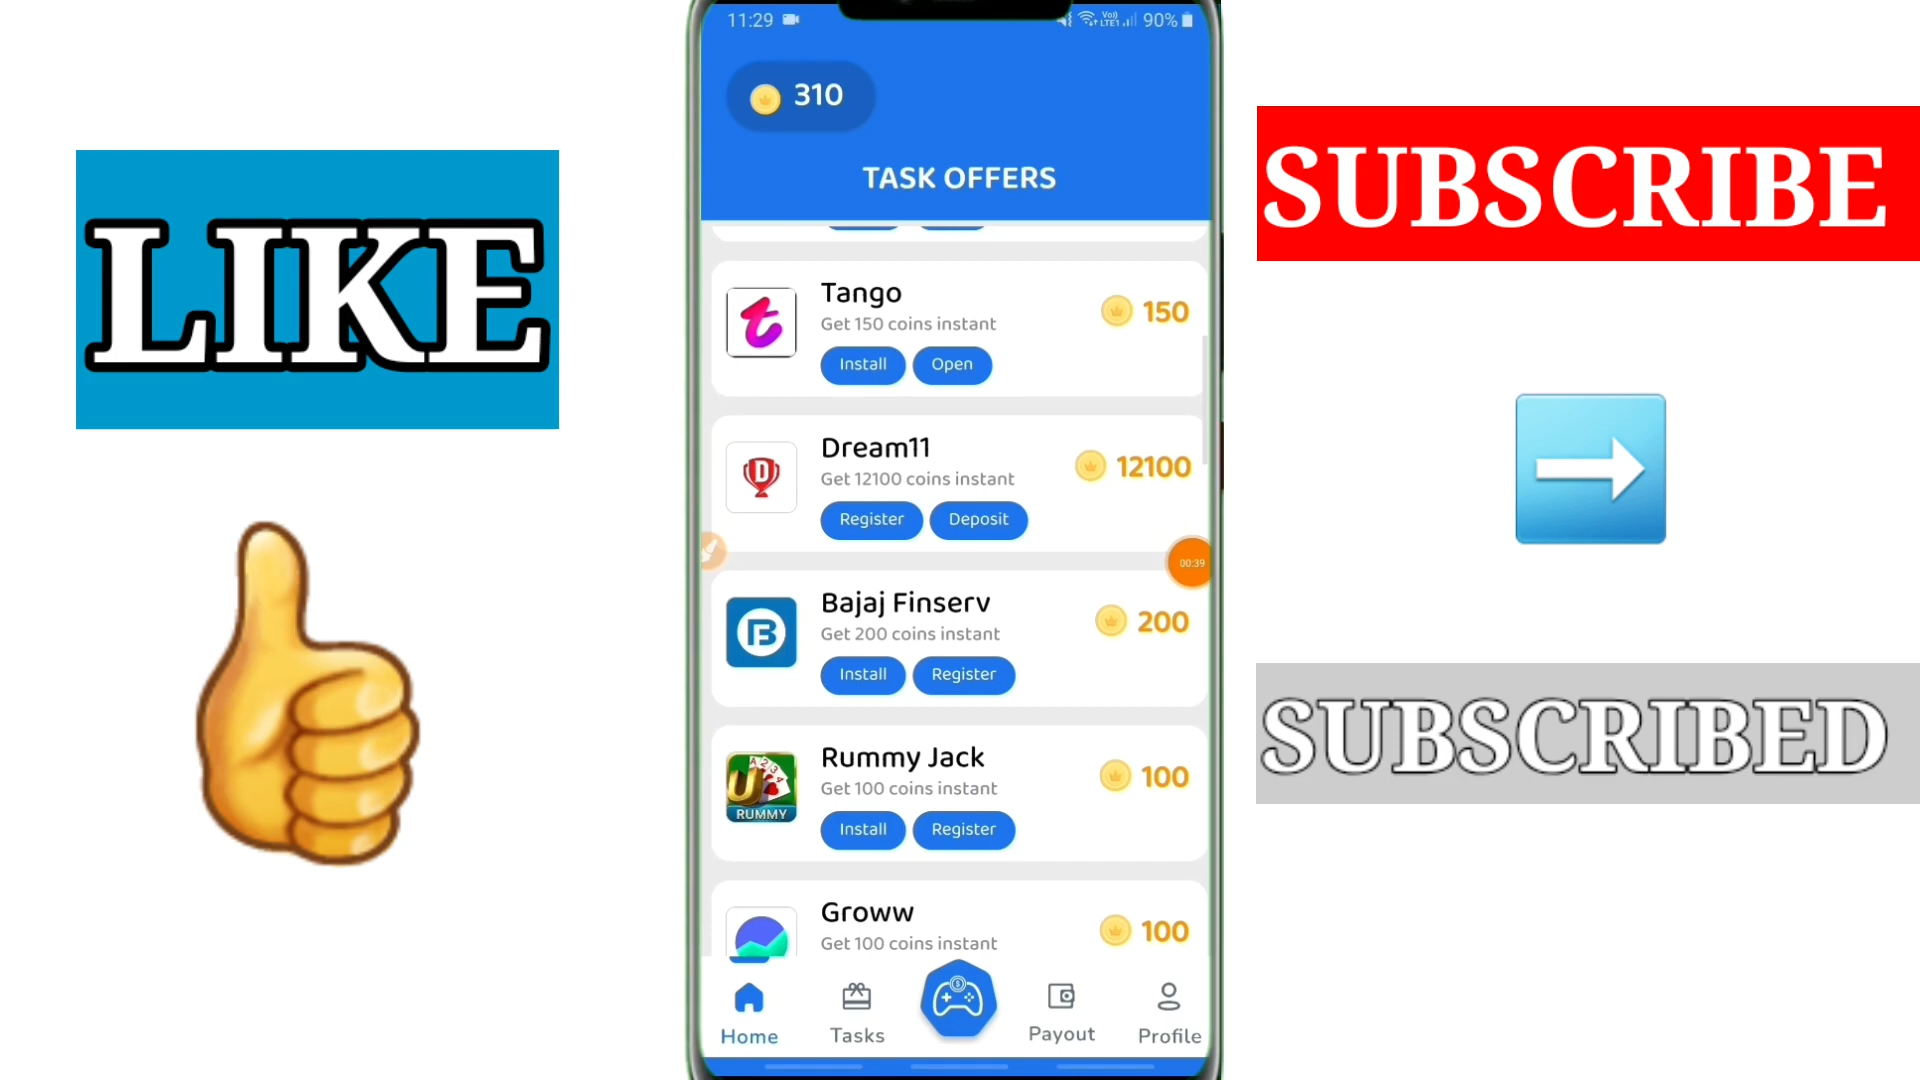 11:29
Vo)
LTE1
90%
310
TASK OFFERS
LIKE
SUBSCRIBE
Tango
Get 150 coins instant
150
Install
Open
Dream11
Get 12100 coins instant
12100
Register
Deposit
00:39
Bajaj Finserv
Get 200 coins instant
200
Install
Register
SUBSCRIBED
Rummy Jack
Get 100 coins instant
100
RUMMY
Install
Register
Groww
Get 100 coins instant
100
Home
Tasks
Payout
Profile